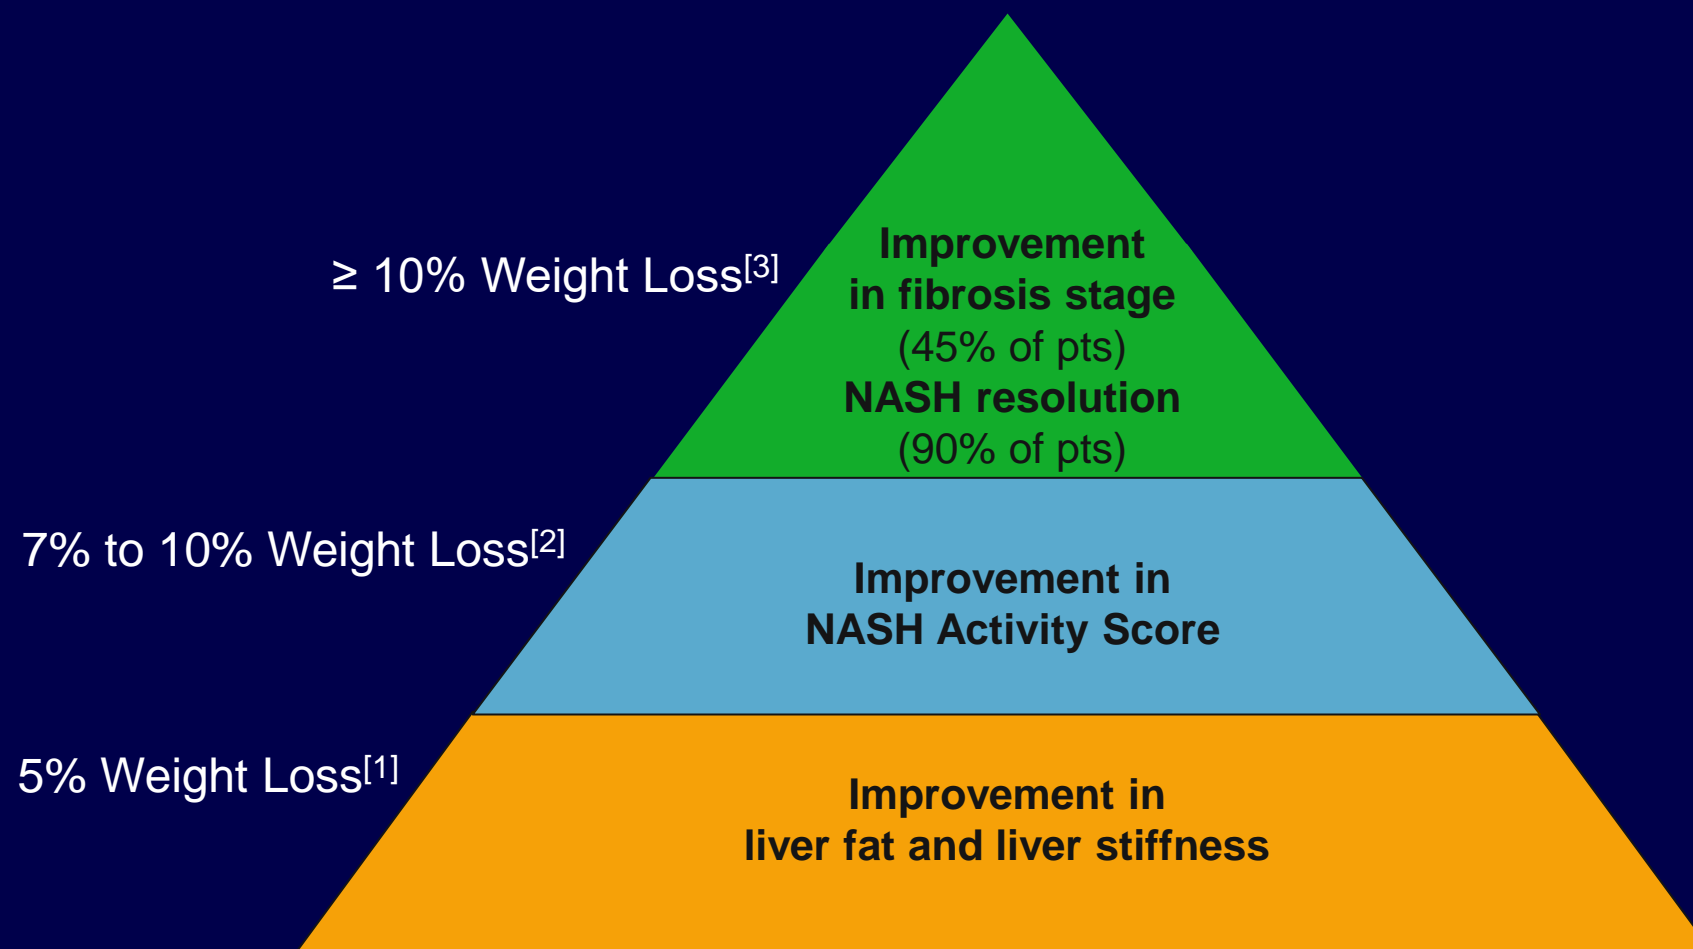 ≥ 10% Weight Loss[3]
Improvement
in fibrosis stage
(45% of pts)
NASH resolution
(90% of pts)
7% to 10% Weight Loss[2]
Improvement in
NASH Activity Score
5% Weight Loss[1]
Improvement in
liver fat and liver stiffness